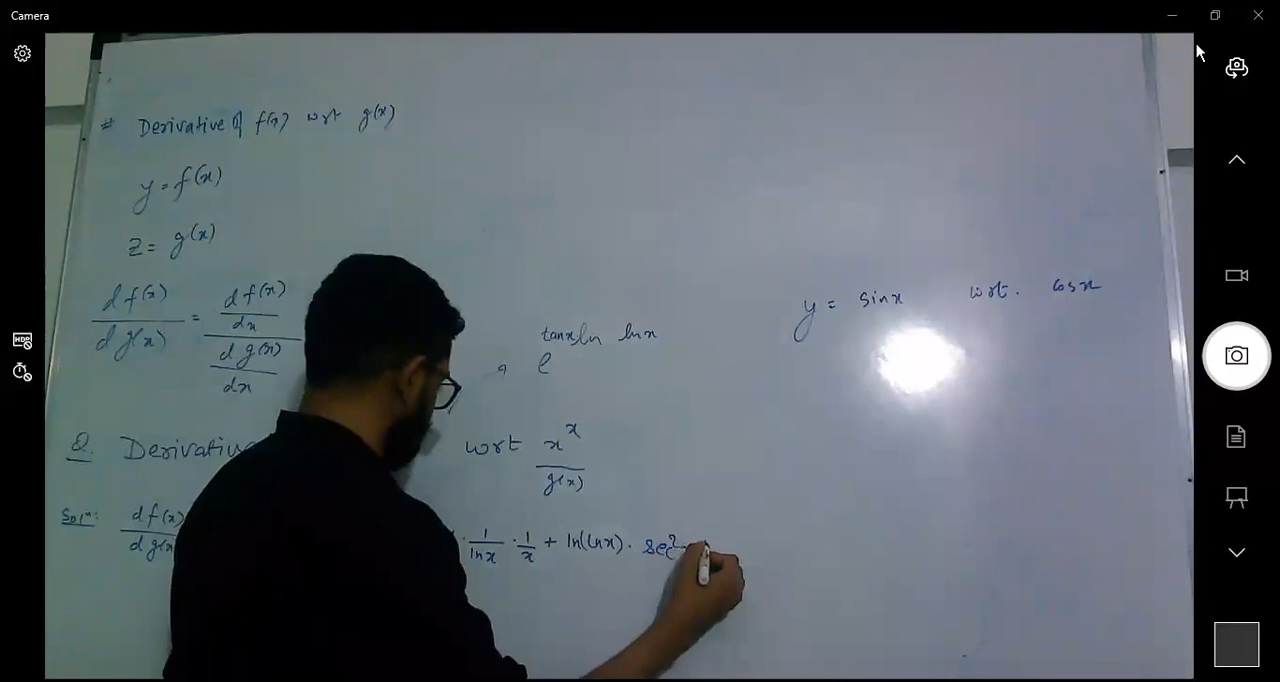 Camera
# Derivative of f(x) wrt g(x)
y = f(x)
z = g(x)
df(x)/dg(x) = df(x)/dx / dg(x)/dx
y = sinx wrt. cosx
e^tanx ln lnx
Q. Derivative
wrt x^x
g(x)
Solⁿ: df(x)/dg(x)
· 1/lnx · 1/x + ln(lnx) · sec²